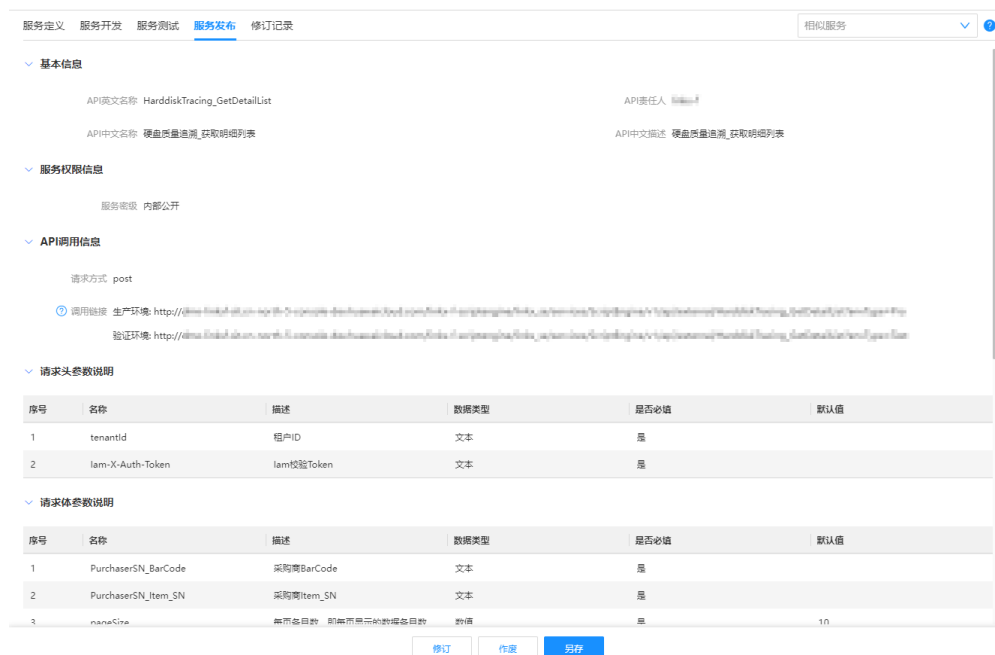 服务定义 服务开发 服务测试 服务发布 修订记录 相似服务 ?
基本信息
API英文名称 HarddiskTracing_GetDetailList API责任人
API中文名称 硬盘质量追溯_获取明细列表 API中文描述 硬盘质量追溯_获取明细列表
服务权限信息
服务密级 内部公开
API调用信息
请求方式 post
? 调用链接 生产环境: http://
验证环境: http://
请求头参数说明
序号 名称 描述 数据类型 是否必填 默认值
1 tenantId 租户ID 文本 是
2 Iam-X-Auth-Token Iam校验Token 文本 是
请求体参数说明
序号 名称 描述 数据类型 是否必填 默认值
1 PurchaserSN_BarCode 采购商BarCode 文本 是
2 PurchaserSN_Item_SN 采购商Item_SN 文本 是
3 pageSize 每页条目数，即每页显示的数据条目数 数值 是 10
修订 作废 另存